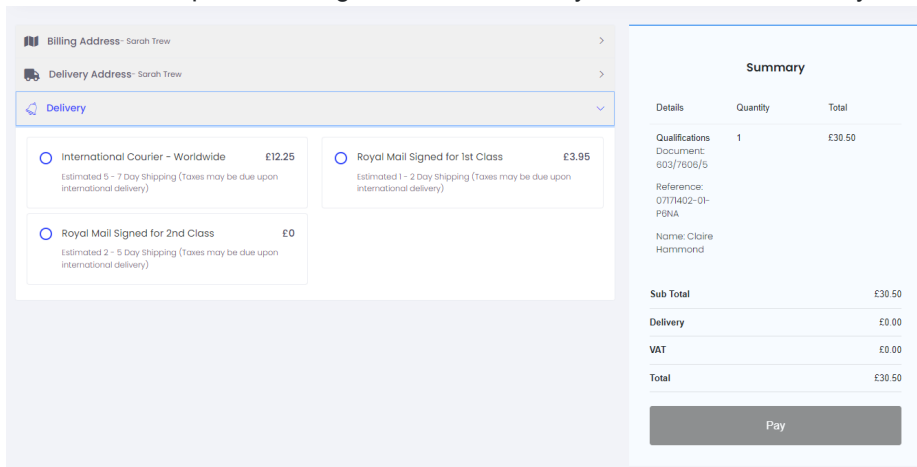 Billing Address- Sarah Trew
Delivery Address- Sarah Trew
Delivery
International Courier - Worldwide £12.25
Estimated 5 - 7 Day Shipping (Taxes may be due upon
international delivery)
Royal Mail Signed for 1st Class £3.95
Estimated 1 - 2 Day Shipping (Taxes may be due upon
international delivery)
Royal Mail Signed for 2nd Class £0
Estimated 2 - 5 Day Shipping (Taxes may be due upon
international delivery)
Summary
Details Quantity Total
Qualifications 1 £30.50
Document:
603/7606/5
Reference:
07171402-01-
P6NA
Name: Claire
Hammond
Sub Total £30.50
Delivery £0.00
VAT £0.00
Total £30.50
Pay